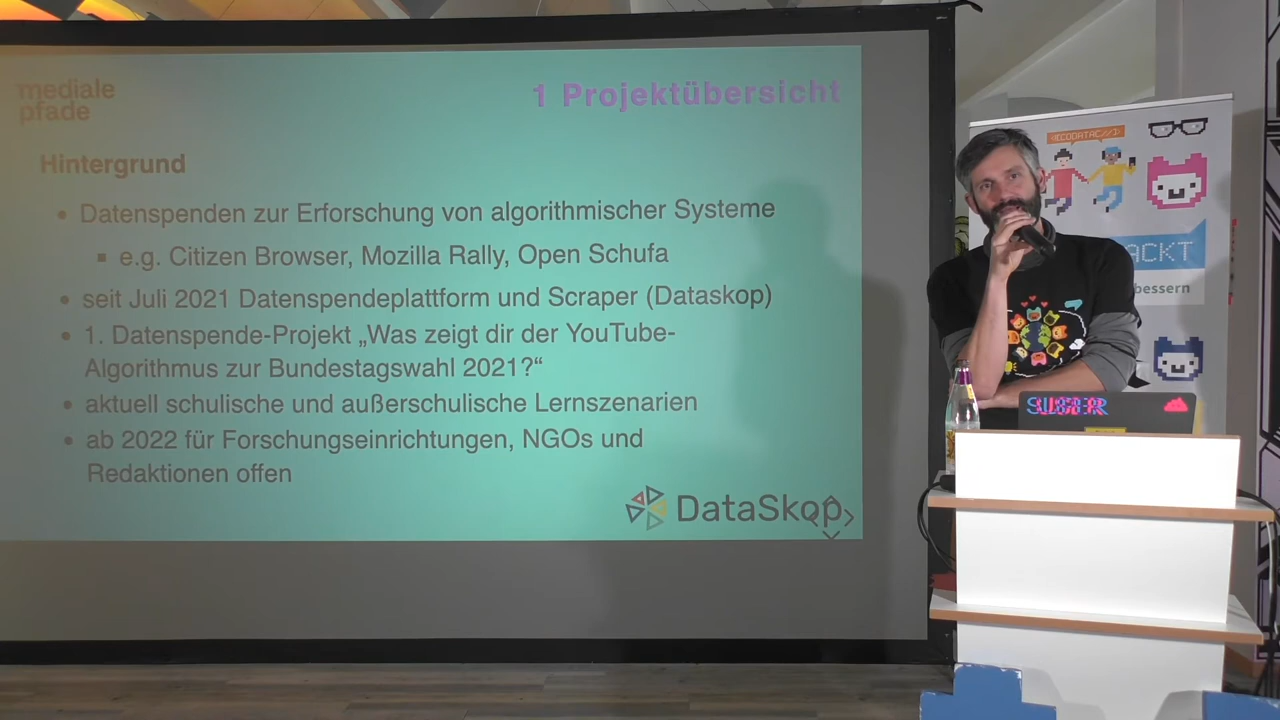 mediale
pfade
1 Projektübersicht
Hintergrund
• Datenspenden zur Erforschung von algorithmischer Systeme
▪ e.g. Citizen Browser, Mozilla Rally, Open Schufa
• seit Juli 2021 Datenspendeplattform und Scraper (Dataskop)
• 1. Datenspende-Projekt „Was zeigt dir der YouTube-
Algorithmus zur Bundestagswahl 2021?“
• aktuell schulische und außerschulische Lernszenarien
• ab 2022 für Forschungseinrichtungen, NGOs und
Redaktionen offen
DataSkop
ACKT
bessern